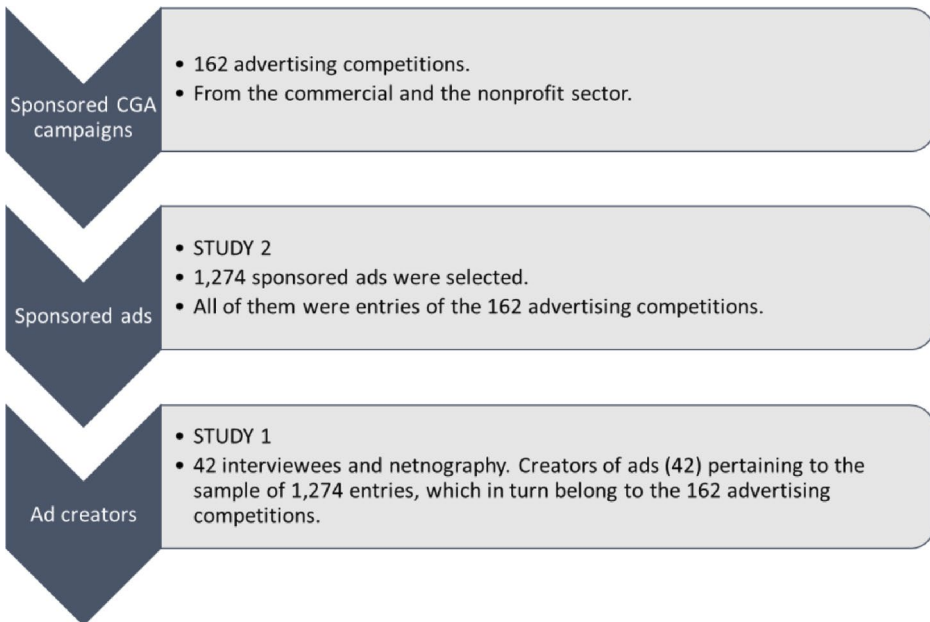 Sponsored CGA
campaigns
• 162 advertising competitions.
• From the commercial and the nonprofit sector.
Sponsored ads
• STUDY 2
• 1,274 sponsored ads were selected.
• All of them were entries of the 162 advertising competitions.
Ad creators
• STUDY 1
• 42 interviewees and netnography. Creators of ads (42) pertaining to the
sample of 1,274 entries, which in turn belong to the 162 advertising
competitions.